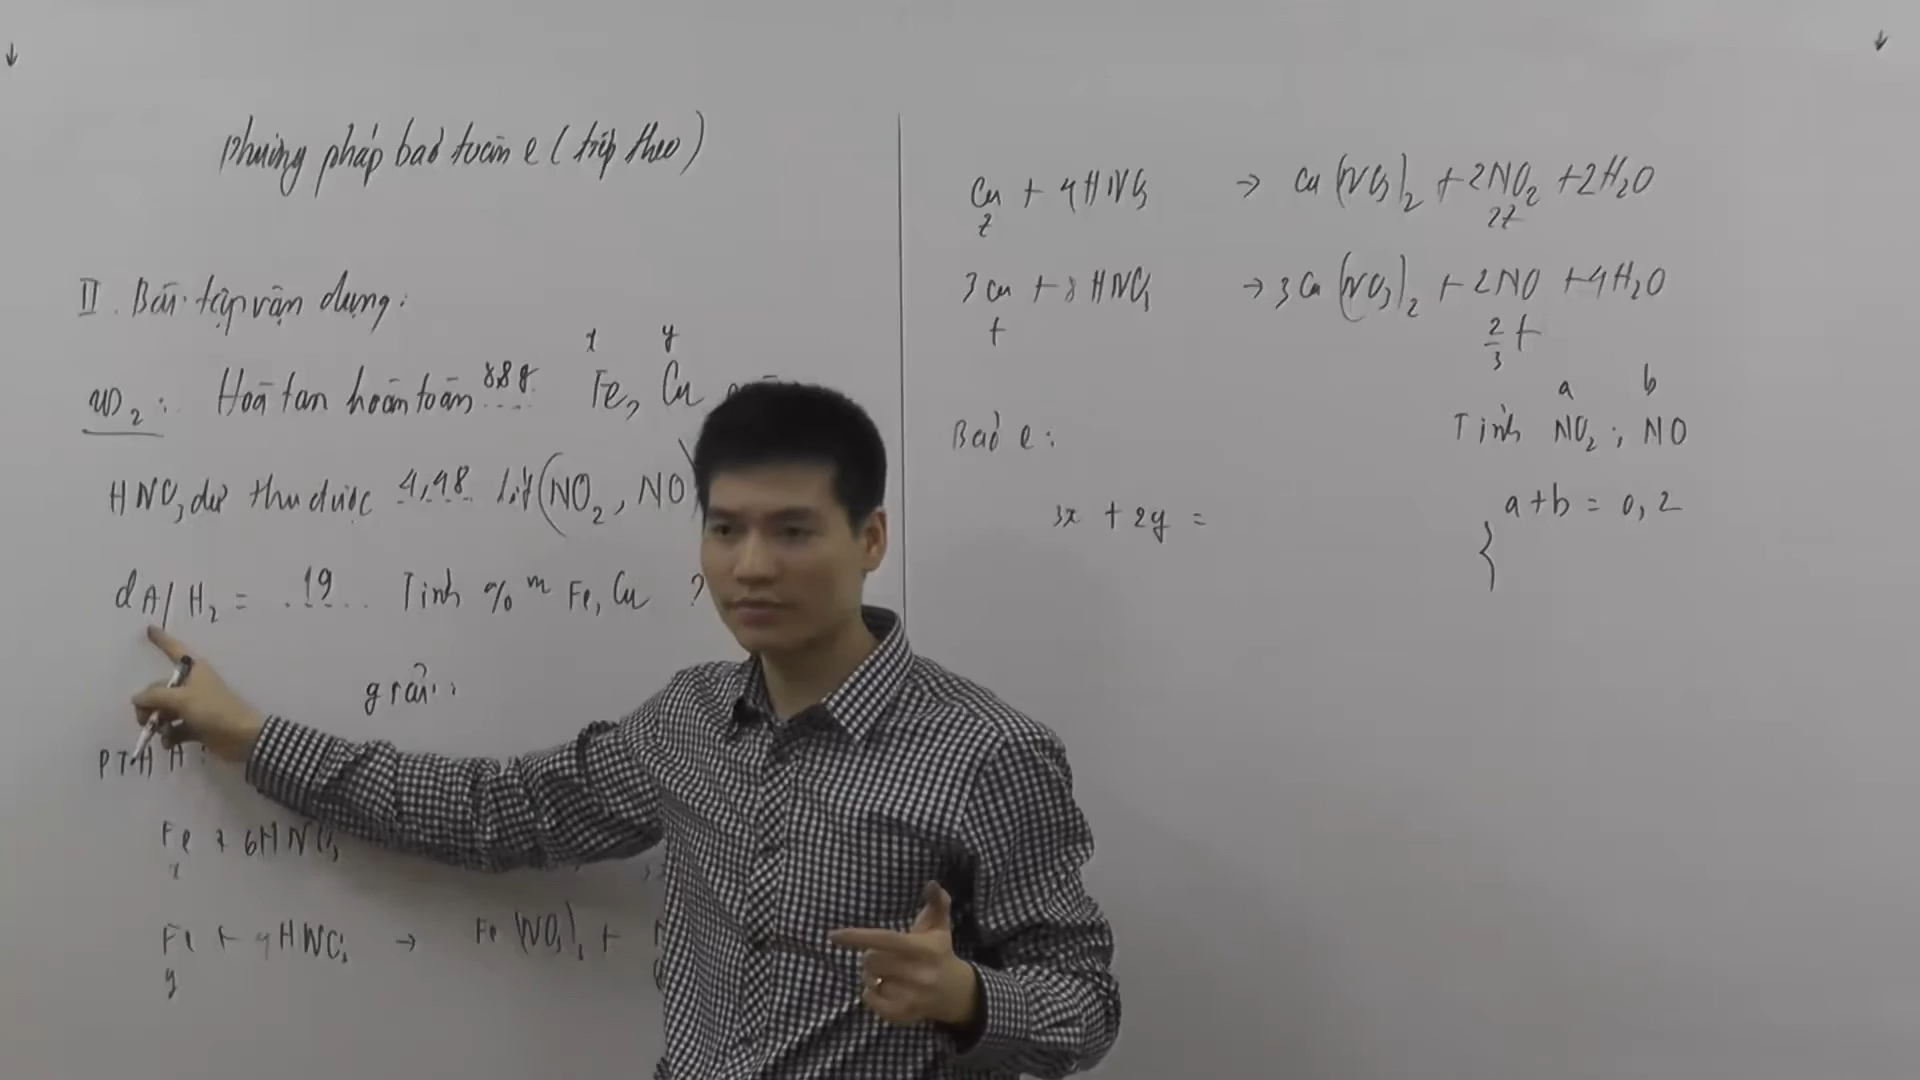 Phương pháp bảo toàn e (tiếp theo)
II. Bài tập vận dụng:
x y
VD2: Hoà tan hoàn toàn 8,8g Fe, Cu
HNO3 dư thu được 4,48 lít (NO2, NO)
dA/H2 = 19 Tính %m Fe, Cu ?
giải:
PTPƯ:
Fe + 6HNO3
x
Fe + 4HNO3 → Fe(NO3)3 +
y
Cu + 4HNO3 → Cu(NO3)2 + 2NO2 + 2H2O
z 2z
3Cu + 8HNO3 → 3Cu(NO3)2 + 2NO + 4H2O
t 2/3 t
a b
Bảo e: Tính NO2; NO
3x + 2y =
{ a + b = 0,2